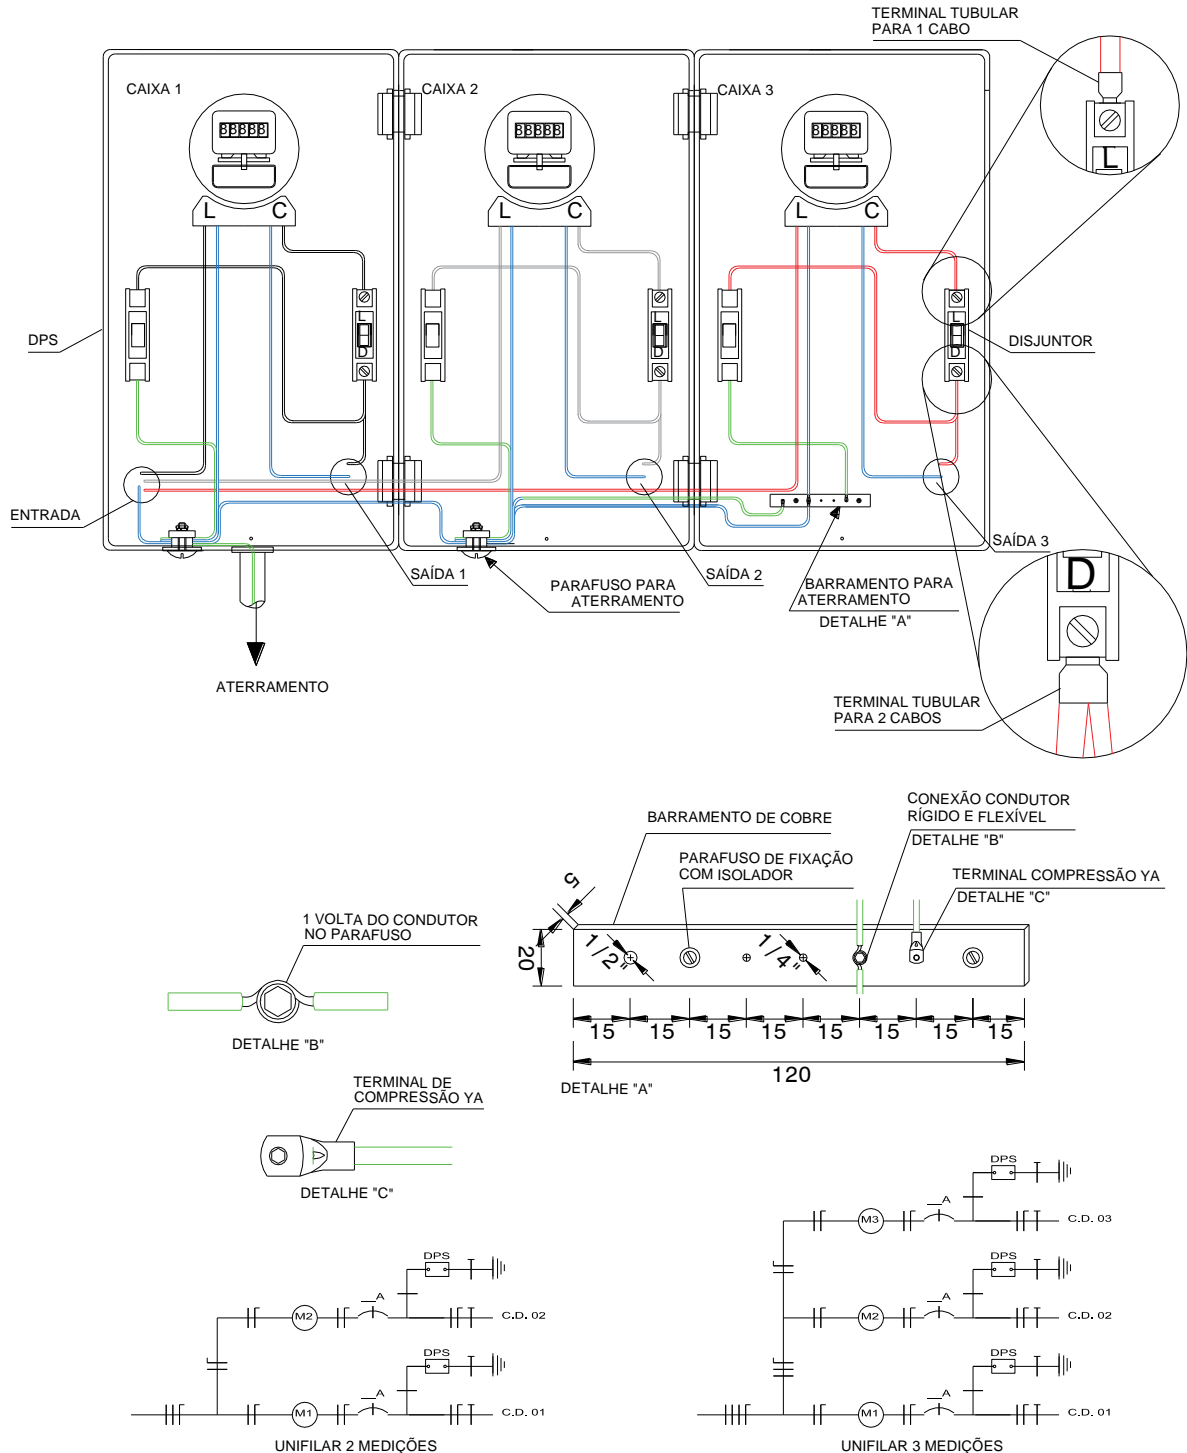 TERMINAL TUBULAR
PARA 1 CABO
CAIXA 1
CAIXA 2
CAIXA 3
88888
88888
88888
L
L C
L C
L C
L
D
L
D
L
D
DPS
DISJUNTOR
ENTRADA
SAÍDA 1
SAÍDA 2
SAÍDA 3
PARAFUSO PARA
ATERRAMENTO
BARRAMENTO PARA
ATERRAMENTO
DETALHE "A"
D
ATERRAMENTO
TERMINAL TUBULAR
PARA 2 CABOS
BARRAMENTO DE COBRE
CONEXÃO CONDUTOR
RÍGIDO E FLEXÍVEL
DETALHE "B"
PARAFUSO DE FIXAÇÃO
COM ISOLADOR
TERMINAL COMPRESSÃO YA
DETALHE "C"
5
20
1/2"
1/4"
15 15 15 15 15 15 15 15
120
DETALHE "A"
1 VOLTA DO CONDUTOR
NO PARAFUSO
DETALHE "B"
TERMINAL DE
COMPRESSÃO YA
DETALHE "C"
DPS
A
M2
C.D. 02
DPS
A
M1
C.D. 01
UNIFILAR 2 MEDIÇÕES
DPS
A
M3
C.D. 03
DPS
A
M2
C.D. 02
DPS
A
M1
C.D. 01
UNIFILAR 3 MEDIÇÕES